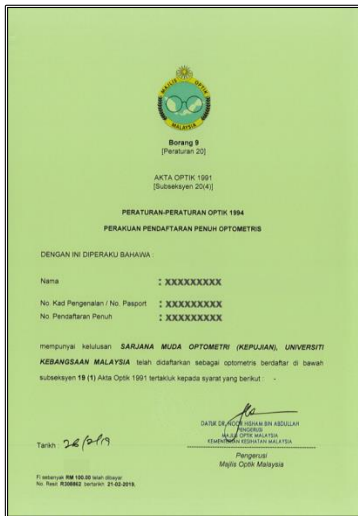 MAJLIS OPTIK
MALAYSIA
Borang 9
[Peraturan 20]
AKTA OPTIK 1991
[Subseksyen 20(4)]
PERATURAN-PERATURAN OPTIK 1994
PERAKUAN PENDAFTARAN PENUH OPTOMETRIS
DENGAN INI DIPERAKU BAHAWA :
Nama : XXXXXXXXX
No. Kad Pengenalan / No. Pasport : XXXXXXXXX
No. Pendaftaran Penuh : XXXXXXXXX
mempunyai kelulusan SARJANA MUDA OPTOMETRI (KEPUJIAN), UNIVERSITI
KEBANGSAAN MALAYSIA telah didaftarkan sebagai optometris berdaftar di bawah
subseksyen 19 (1) Akta Optik 1991 tertakluk kepada syarat yang berikut : -
DATUK DR. NOOR HISHAM BIN ABDULLAH
PENGERUSI
MAJLIS OPTIK MALAYSIA
KEMENTERIAN KESIHATAN MALAYSIA
Tarikh : 26/2/19
Pengerusi
Majlis Optik Malaysia
Fi sebanyak RM 100.00 telah dibayar.
No. Resit R308862 bertarikh 21-02-2019.